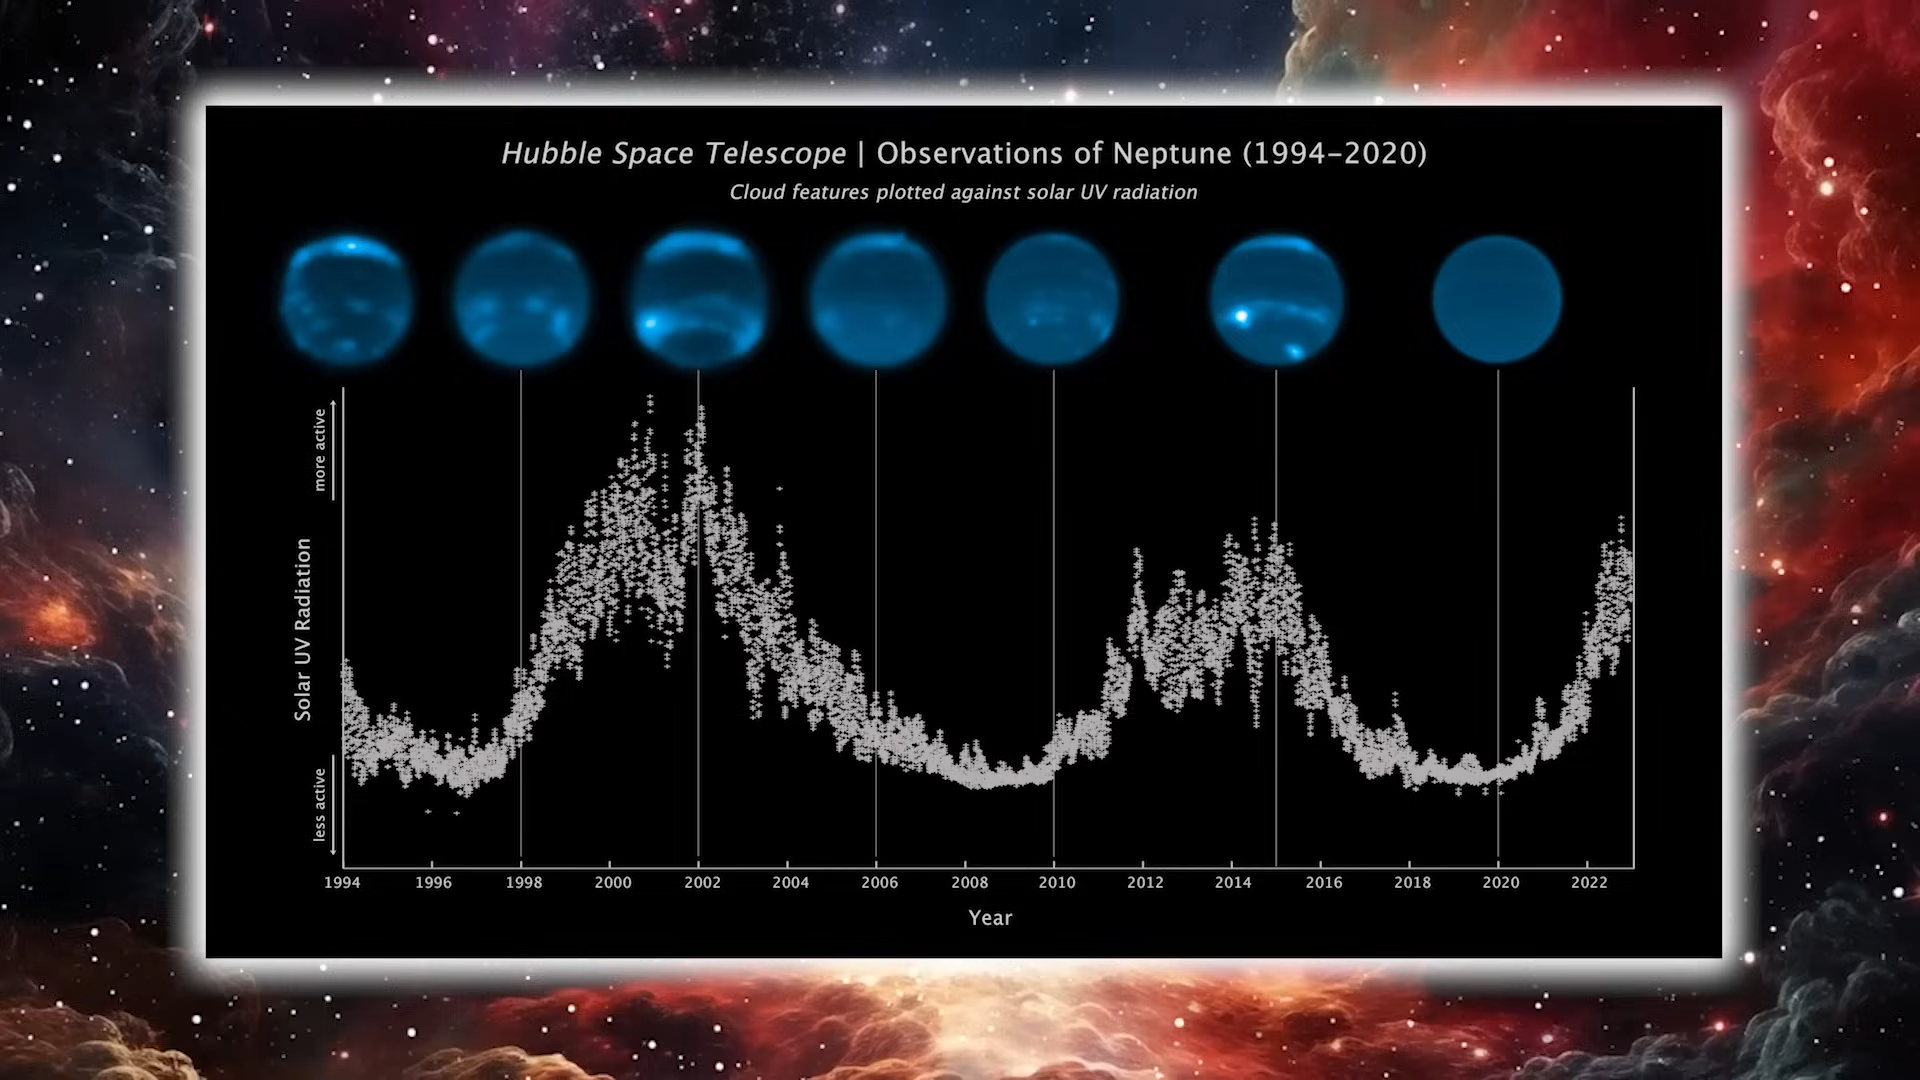 Hubble Space Telescope | Observations of Neptune (1994–2020)
Cloud features plotted against solar UV radiation
more active
Solar UV Radiation
less active
1994 1996 1998 2000 2002 2004 2006 2008 2010 2012 2014 2016 2018 2020 2022
Year